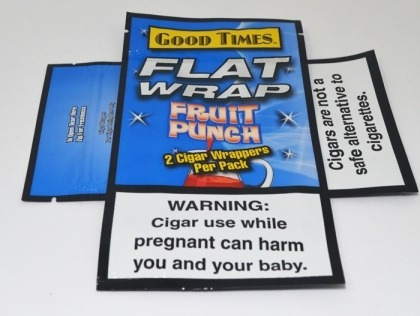 GOOD TIMES
FLAT
WRAP
FRUIT
PUNCH
2 Cigar Wrappers
Per Pack
WARNING:
Cigar use while
pregnant can harm
you and your baby.
Cigars are not a
safe alternative to
cigarettes.